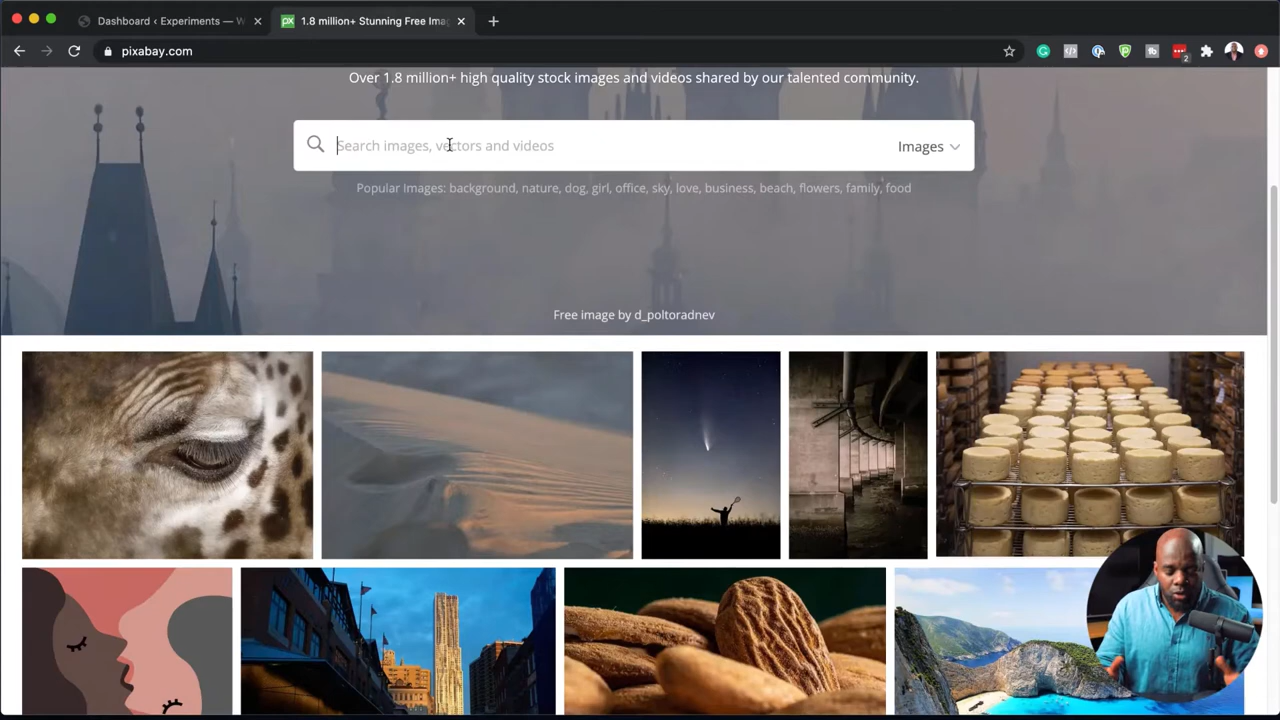 Dashboard ‹ Experiments — W
1.8 million+ Stunning Free Imag
pixabay.com
2
Over 1.8 million+ high quality stock images and videos shared by our talented community.
Search images, vectors and videos
Images
Popular Images: background, nature, dog, girl, office, sky, love, business, beach, flowers, family, food
Free image by d_poltoradnev